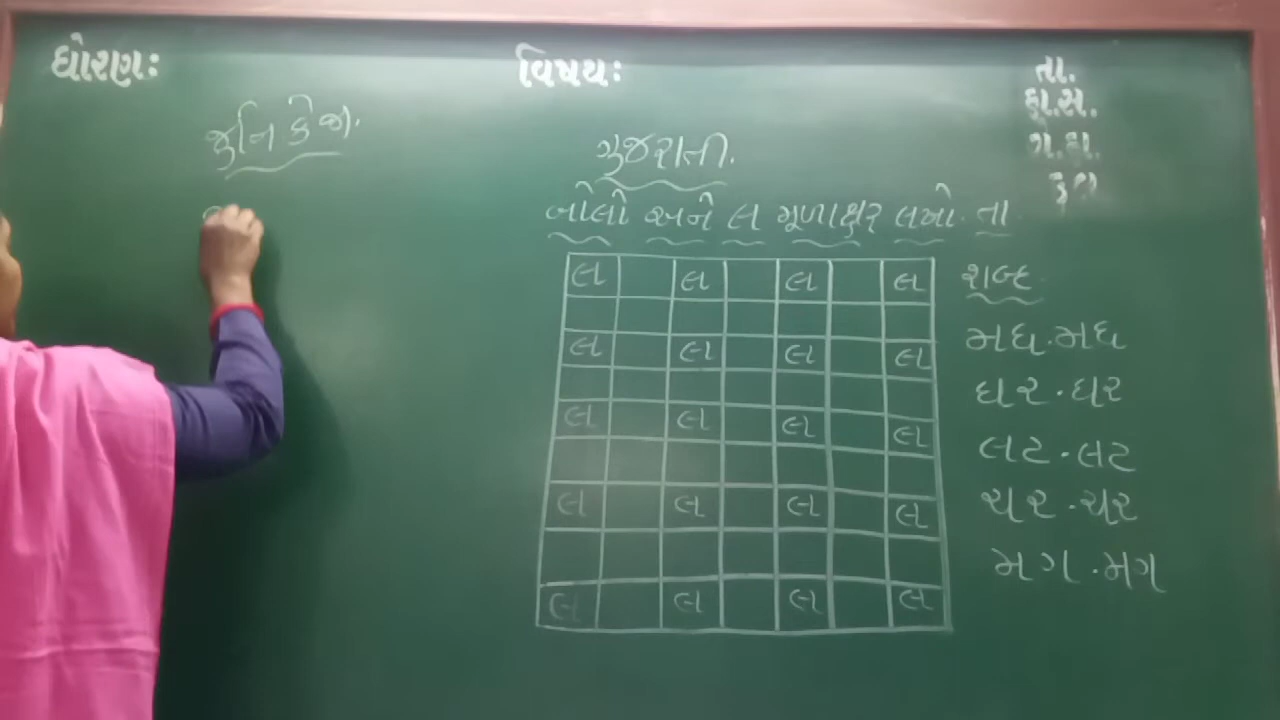 ધોરણઃ વિષયઃ તા.
હા.સ.
ગે.હા.
કુલ
જુનિ કેજી.
ગુજરાતી.
બોલો અને લ મૂળાક્ષર લખો. તા
લ લ લ લ
લ લ લ લ
લ લ લ લ
લ લ લ લ
લ લ લ લ
શબ્દ
મધ . મધ
ઘર . ઘર
લટ . લટ
ચર . ચર
મગ . મગ